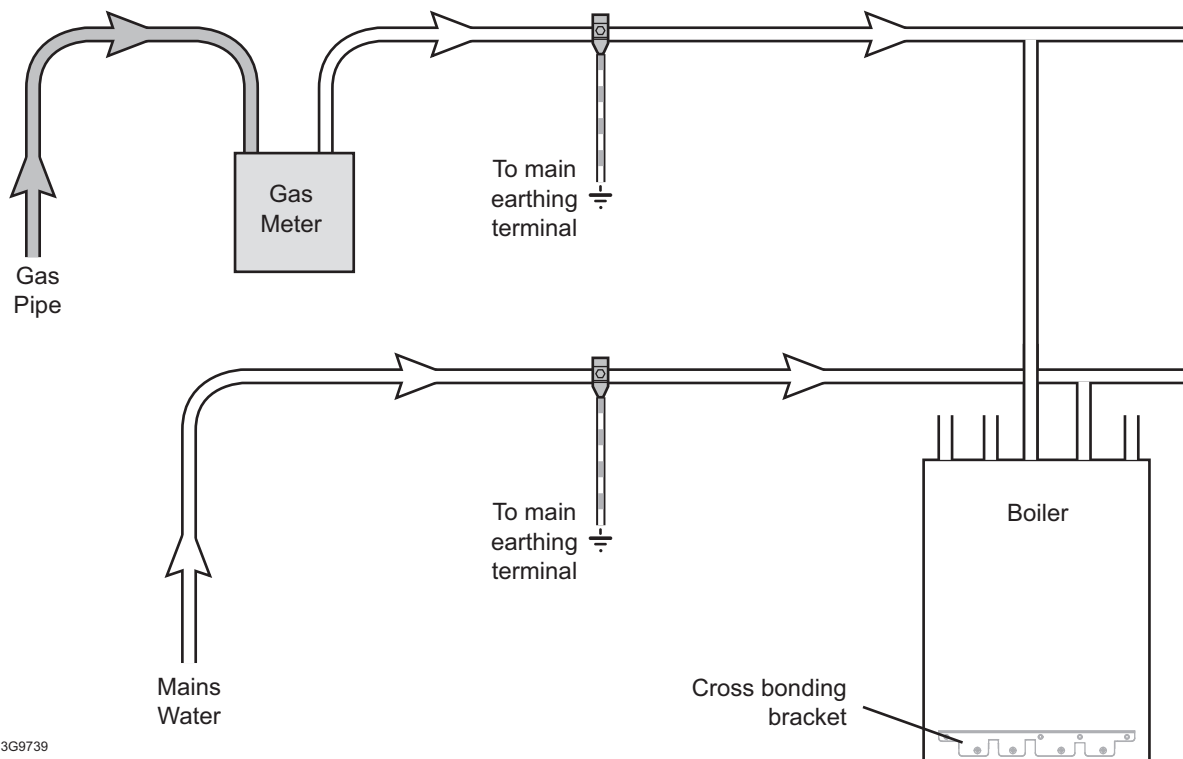 Gas
Meter
To main
earthing
terminal
Gas
Pipe
To main
earthing
terminal
Boiler
Mains
Water
Cross bonding
bracket
3G9739